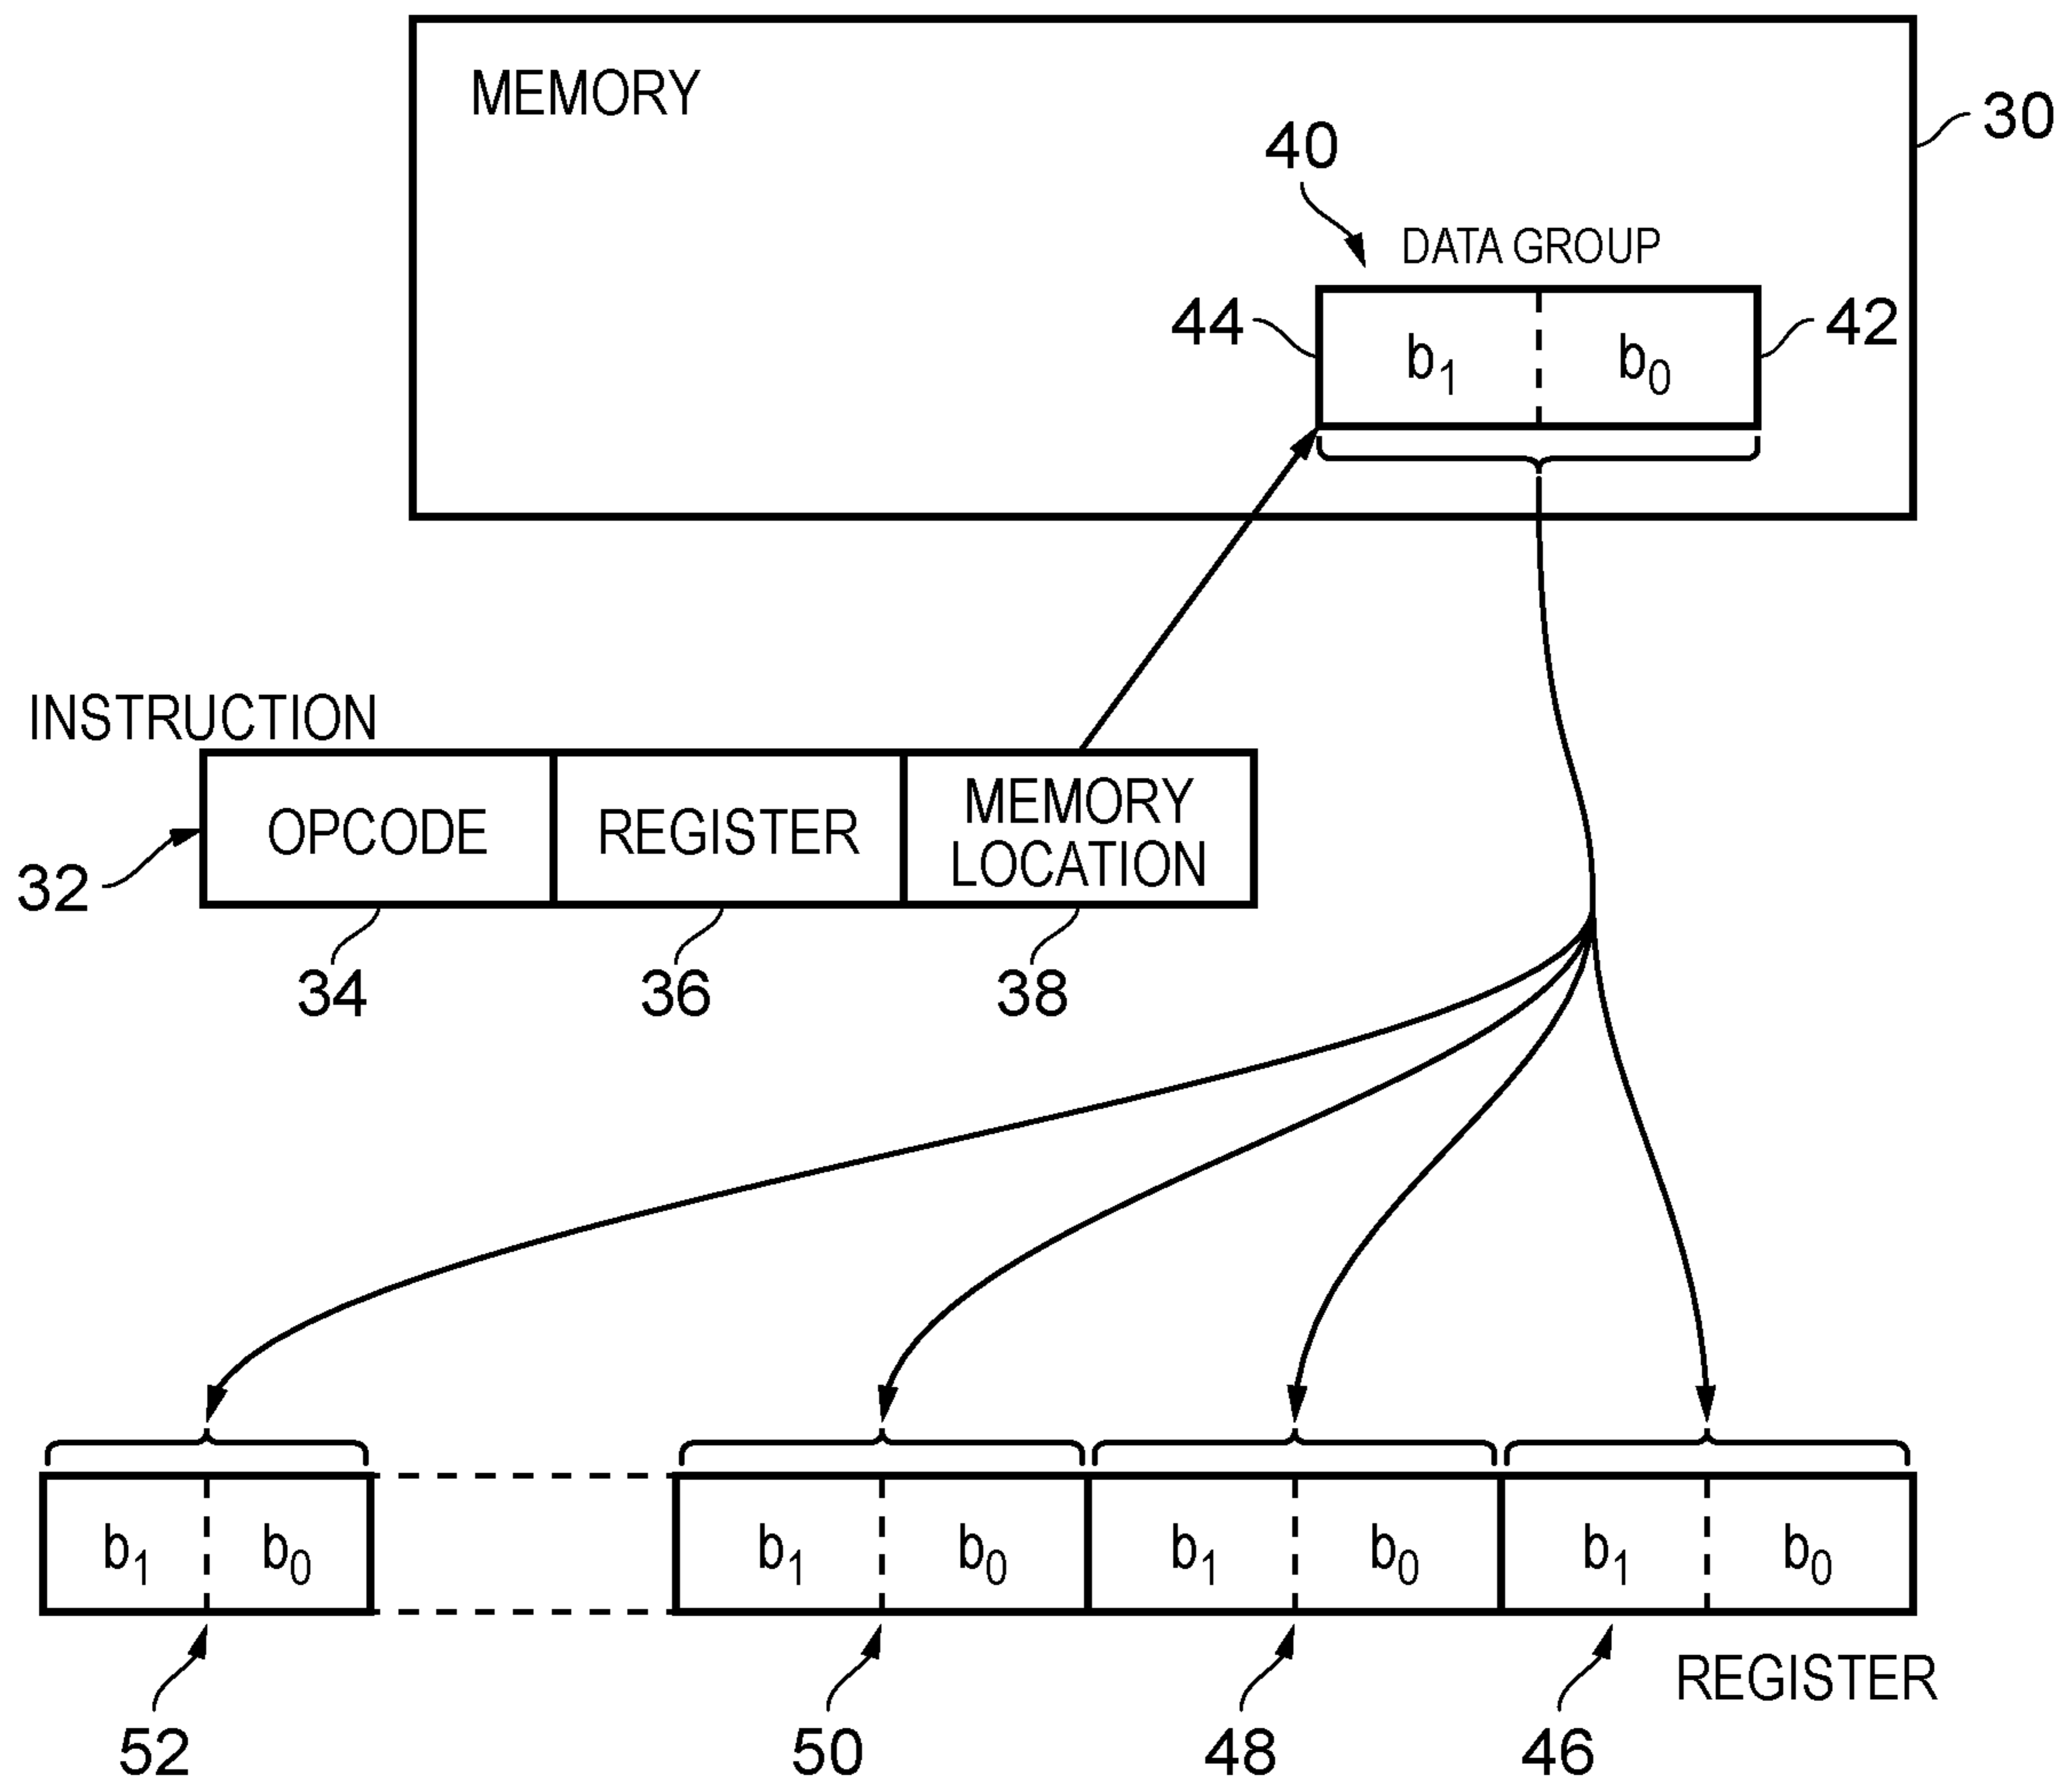 MEMORY
30
40
DATA GROUP
44
42
b1 b0
INSTRUCTION
OPCODE REGISTER MEMORY LOCATION
32
34 36 38
b1 b0 b1 b0 b1 b0 b1 b0
REGISTER
52 50 48 46